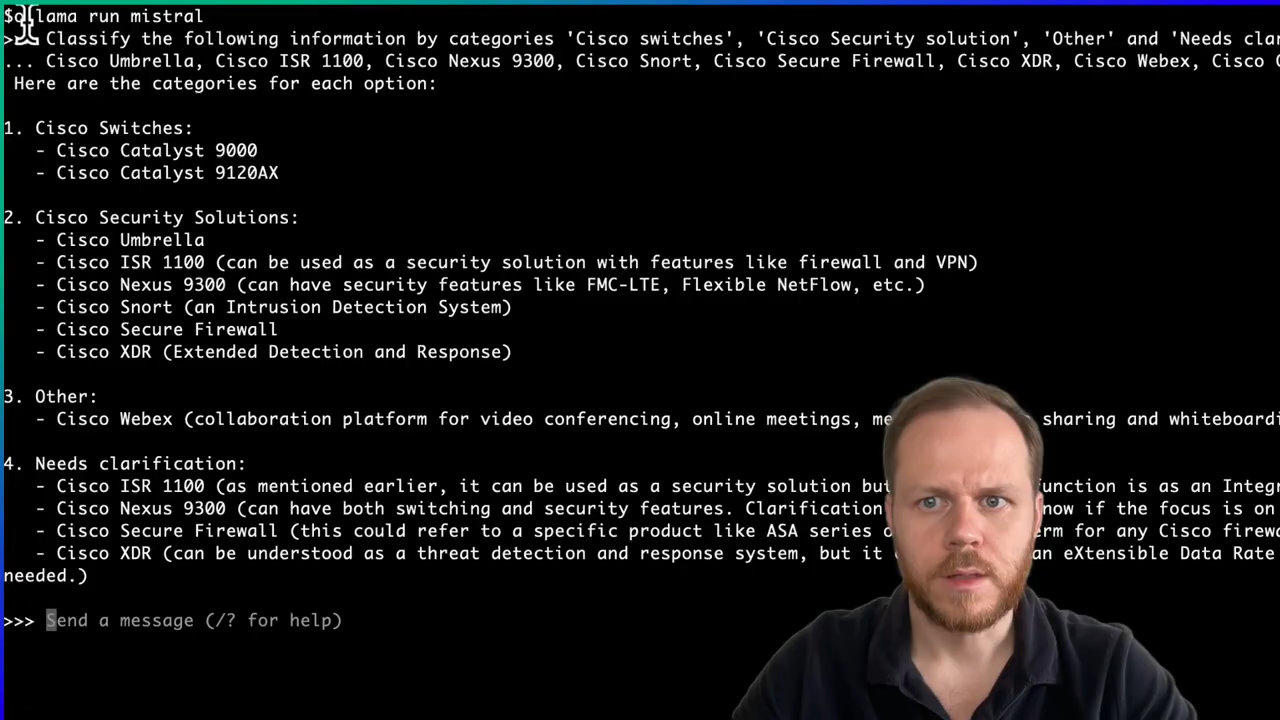 $ollama run mistral
> Classify the following information by categories 'Cisco switches', 'Cisco Security solution', 'Other' and 'Needs
... Cisco Umbrella, Cisco ISR 1100, Cisco Nexus 9300, Cisco Snort, Cisco Secure Firewall, Cisco XDR, Cisco Webex, Cisco
Here are the categories for each option:
1. Cisco Switches:
- Cisco Catalyst 9000
- Cisco Catalyst 9120AX
2. Cisco Security Solutions:
- Cisco Umbrella
- Cisco ISR 1100 (can be used as a security solution with features like firewall and VPN)
- Cisco Nexus 9300 (can have security features like FMC-LTE, Flexible NetFlow, etc.)
- Cisco Snort (an Intrusion Detection System)
- Cisco Secure Firewall
- Cisco XDR (Extended Detection and Response)
3. Other:
- Cisco Webex (collaboration platform for video conferencing, online meetings, sharing and
4. Needs clarification:
- Cisco ISR 1100 (as mentioned earlier, it can be used as a security solution function is as an
- Cisco Nexus 9300 (can have both switching and security features. Clarification if the focus is on
- Cisco Secure Firewall (this could refer to a specific product like ASA series for any Cisco
- Cisco XDR (can be understood as a threat detection and response system, but it an eXtensible Data Rate
needed.)
>>> Send a message (/? for help)